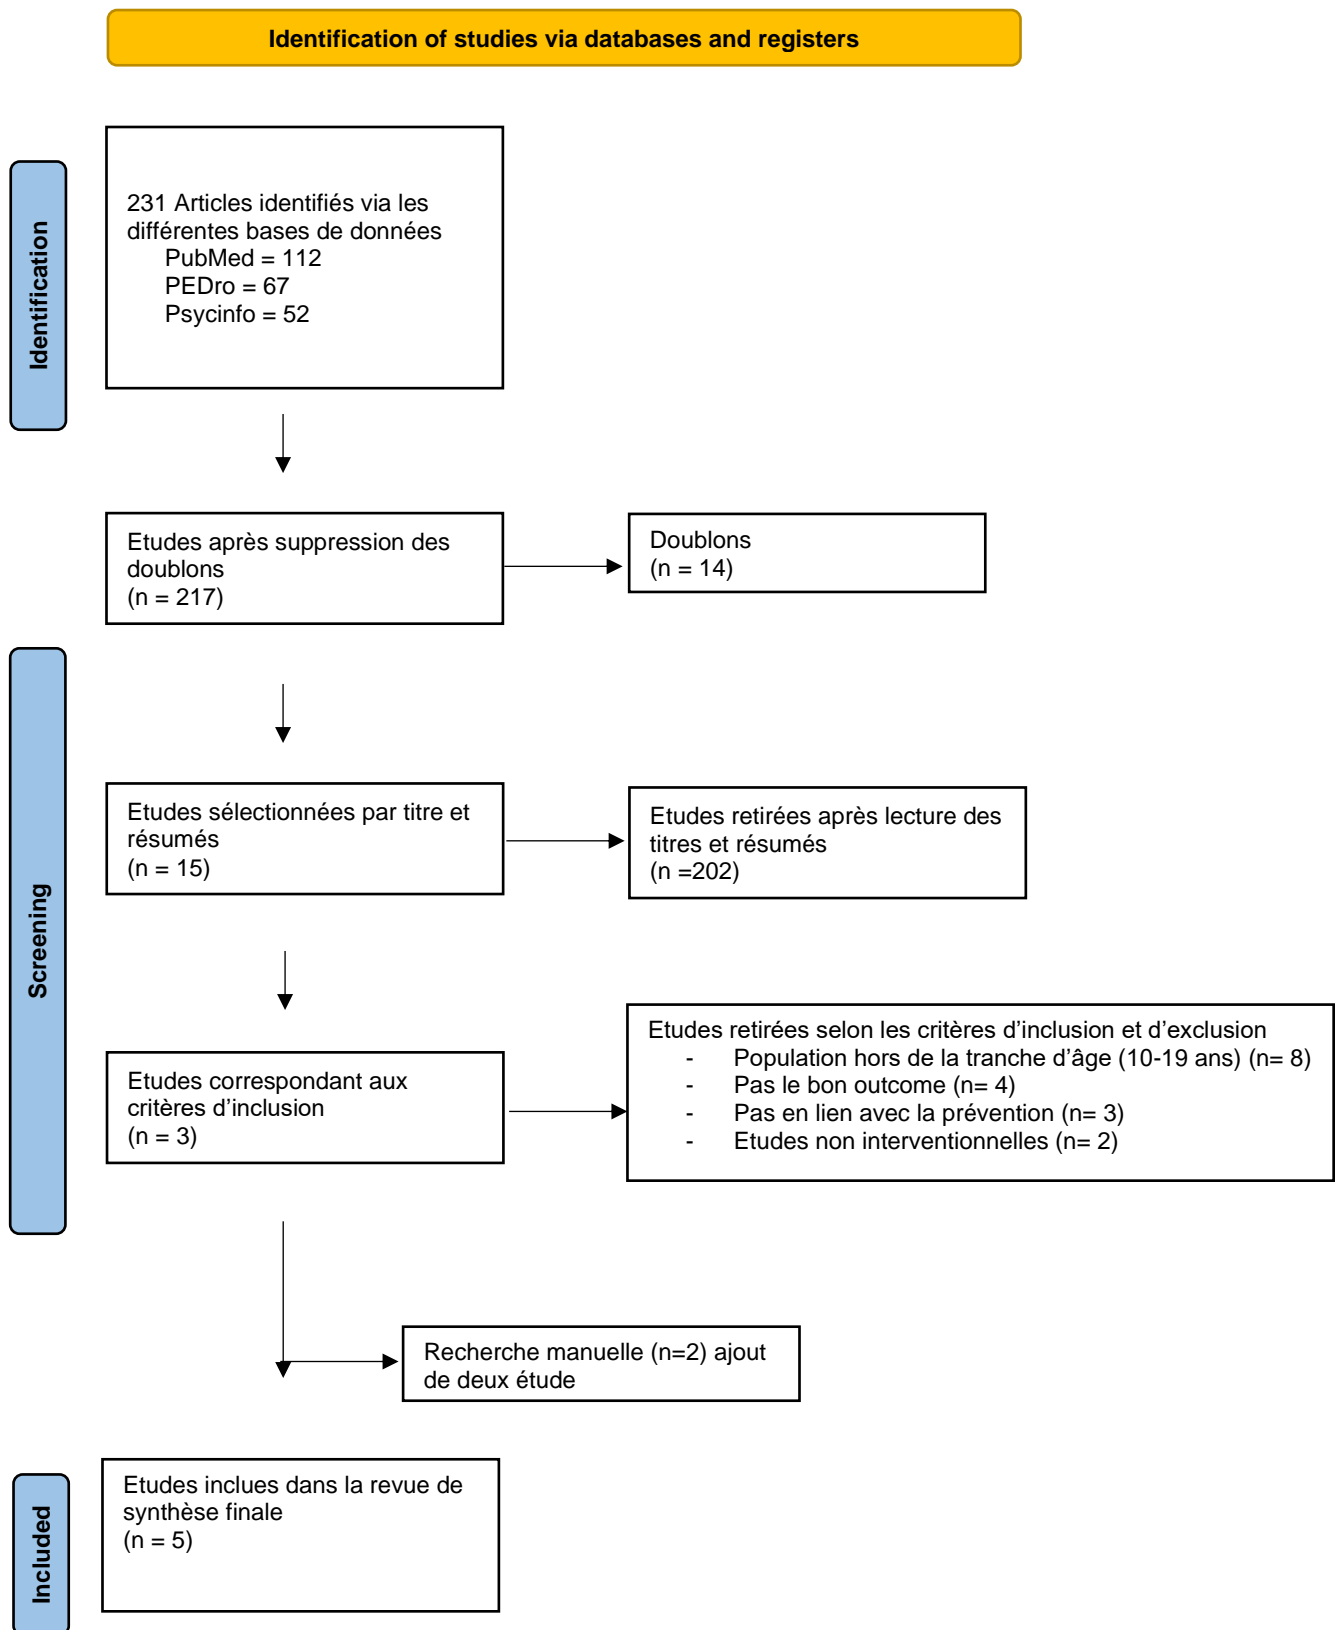 Identification of studies via databases and registers
Identification
231 Articles identifiés via les
différentes bases de données
PubMed = 112
PEDro = 67
Psycinfo = 52
Etudes après suppression des
doublons
(n = 217)
Doublons
(n = 14)
Screening
Etudes sélectionnées par titre et
résumés
(n = 15)
Etudes retirées après lecture des
titres et résumés
(n =202)
Etudes correspondant aux
critères d’inclusion
(n = 3)
Etudes retirées selon les critères d’inclusion et d’exclusion
- Population hors de la tranche d’âge (10-19 ans) (n= 8)
- Pas le bon outcome (n= 4)
- Pas en lien avec la prévention (n= 3)
- Etudes non interventionnelles (n= 2)
Recherche manuelle (n=2) ajout
de deux étude
Included
Etudes inclues dans la revue de
synthèse finale
(n = 5)